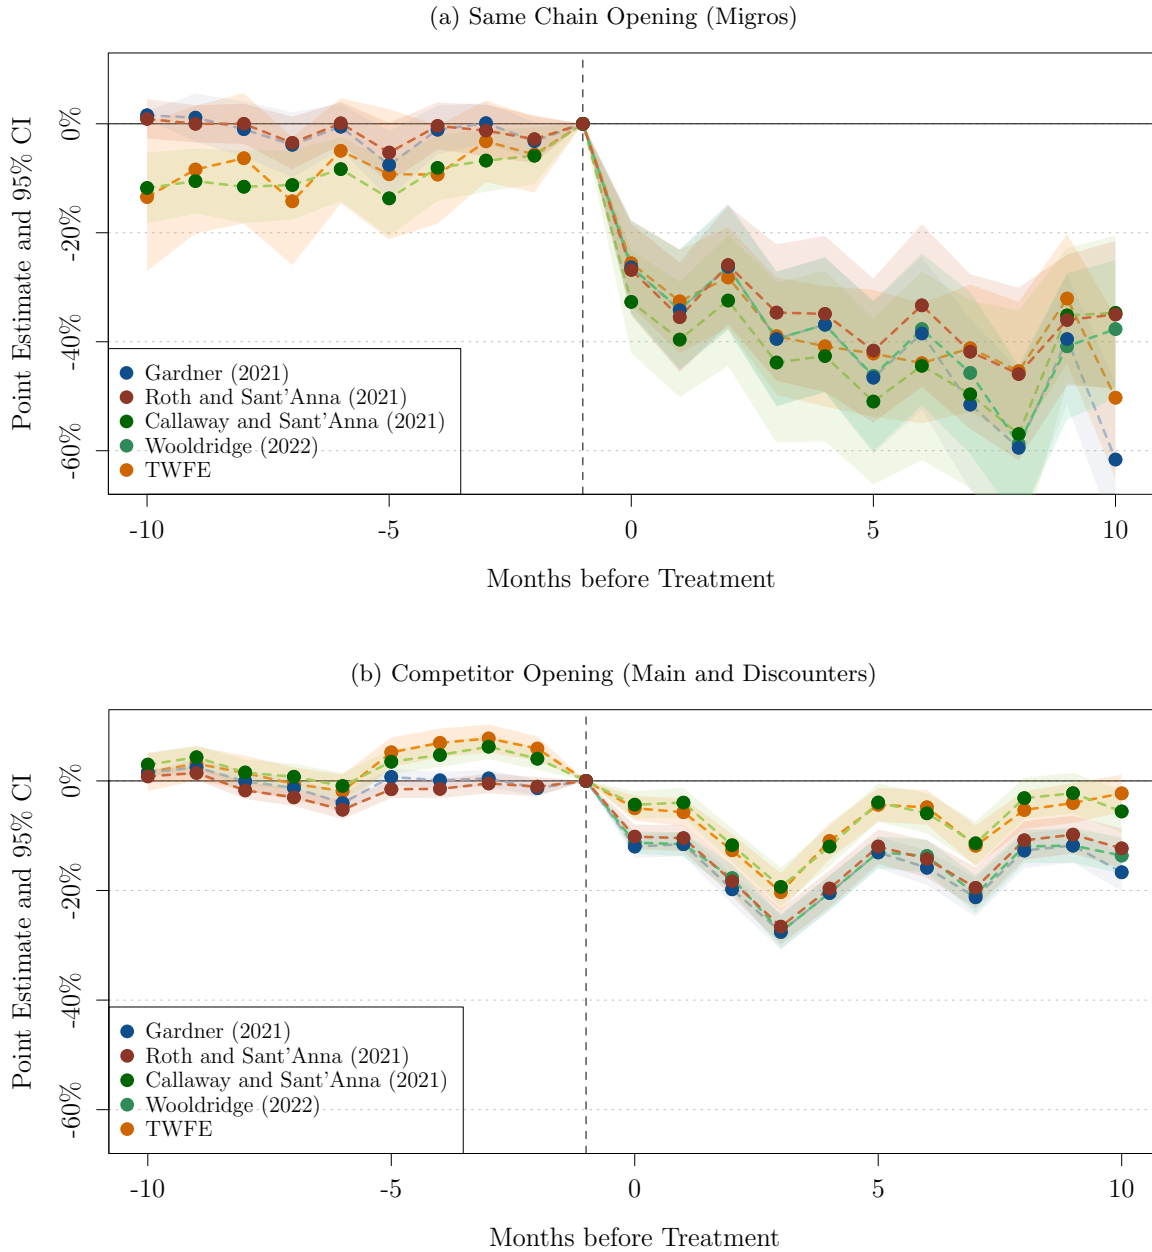 (a) Same Chain Opening (Migros)
Point Estimate and 95% CI
0%
-20%
-40%
-60%
Gardner (2021)
Roth and Sant'Anna (2021)
Callaway and Sant'Anna (2021)
Wooldridge (2022)
TWFE
-10
-5
0
5
10
Months before Treatment
(b) Competitor Opening (Main and Discounters)
Point Estimate and 95% CI
0%
-20%
-40%
-60%
Gardner (2021)
Roth and Sant'Anna (2021)
Callaway and Sant'Anna (2021)
Wooldridge (2022)
TWFE
-10
-5
0
5
10
Months before Treatment